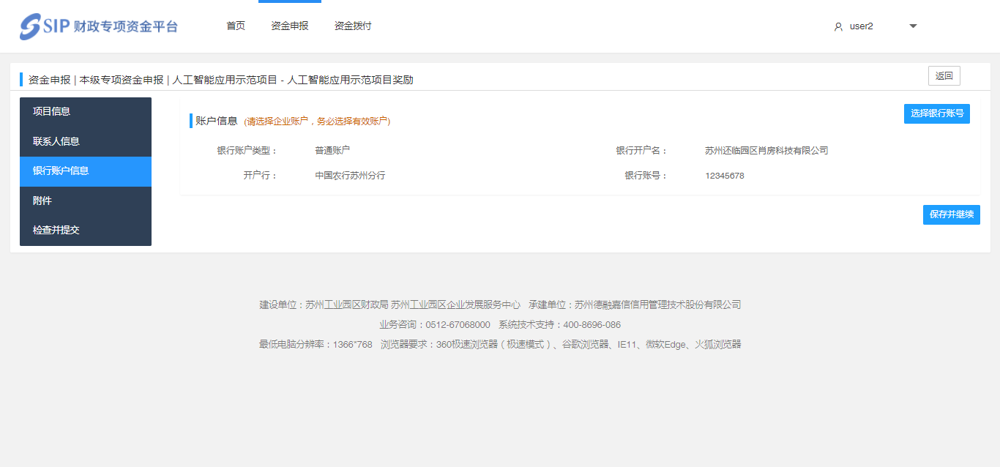 SIP 财政专项资金平台 首页 资金申报 资金拨付 user2
资金申报 | 本级专项资金申报 | 人工智能应用示范项目 - 人工智能应用示范项目奖励 返回
项目信息
联系人信息
银行账户信息
附件
检查并提交
账户信息 (请选择企业账户，务必选择有效账户) 选择银行账号
银行账户类型： 普通账户 银行开户名： 苏州还临园区肖房科技有限公司
开户行： 中国农行苏州分行 银行账号： 12345678
保存并继续
建设单位：苏州工业园区财政局 苏州工业园区企业发展服务中心 承建单位：苏州德融嘉信信用管理技术股份有限公司
业务咨询：0512-67068000 系统技术支持：400-8696-086
最低电脑分辨率：1366*768 浏览器要求：360极速浏览器（极速模式）、谷歌浏览器、IE11、微软Edge、火狐浏览器